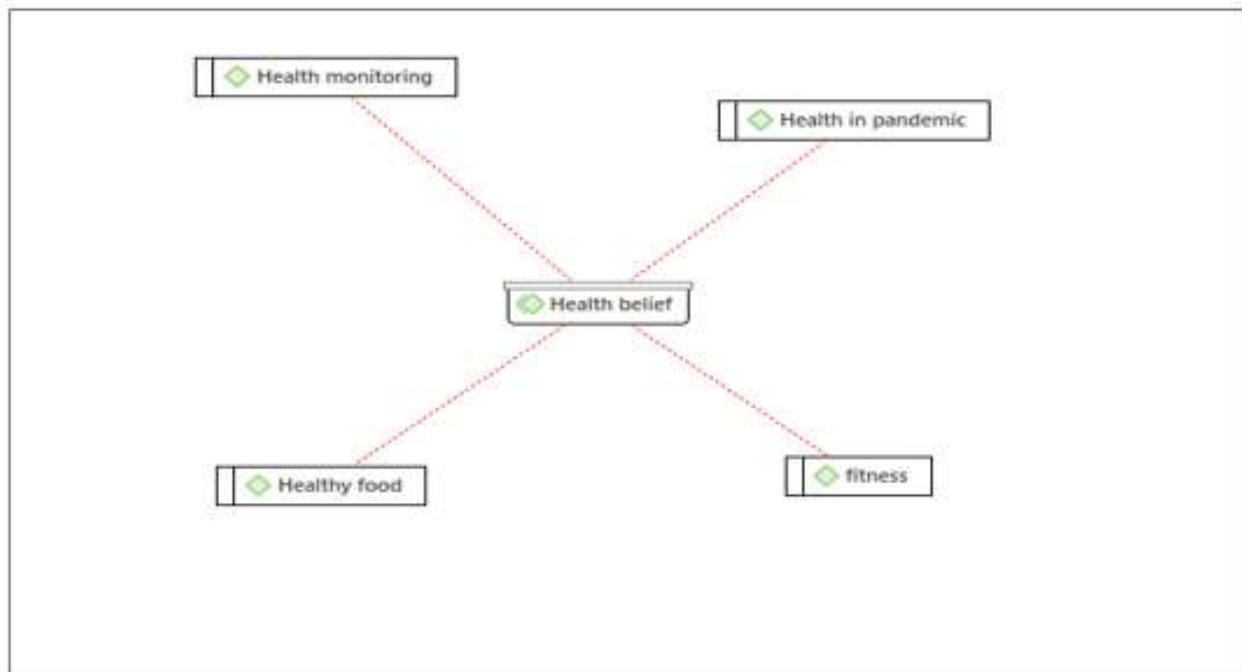 Health monitoring
Health in pandemic
Health belief
Healthy food
fitness